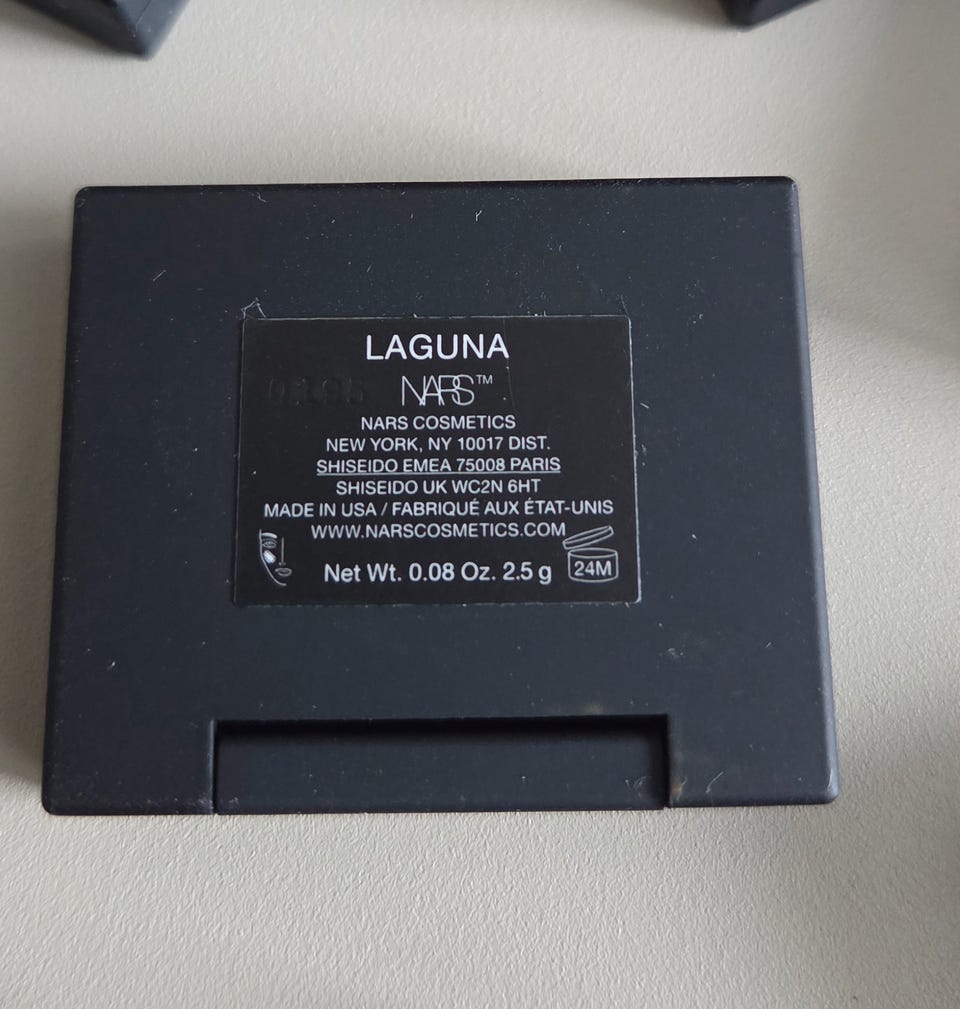 LAGUNA
NARS™
NARS COSMETICS
NEW YORK, NY 10017 DIST.
SHISEIDO EMEA 75008 PARIS
SHISEIDO UK WC2N 6HT
MADE IN USA / FABRIQUÉ AUX ÉTAT-UNIS
WWW.NARSCOSMETICS.COM
Net Wt. 0.08 Oz. 2.5 g
24M